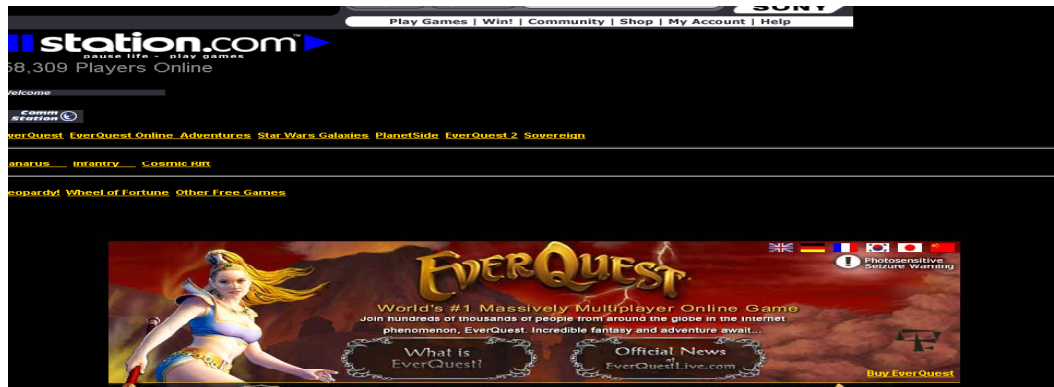 SONY
Play Games | Win! | Community | Shop | My Account | Help
station.com™
pause life - play games
58,309 Players Online
Welcome
Comm
station
EverQuest EverQuest Online Adventures Star Wars Galaxies PlanetSide EverQuest 2 Sovereign
Tanarus Infantry Cosmic Rift
Jeopardy! Wheel of Fortune Other Free Games
EverQuest
Photosensitive
Seizure Warning
World's #1 Massively Multiplayer Online Game
Join hundreds of thousands of people from around the globe in the Internet
phenomenon, EverQuest. Incredible fantasy and adventure await...
What is
EverQuest?
Official News
at
EverQuestLive.com
T
Buy EverQuest